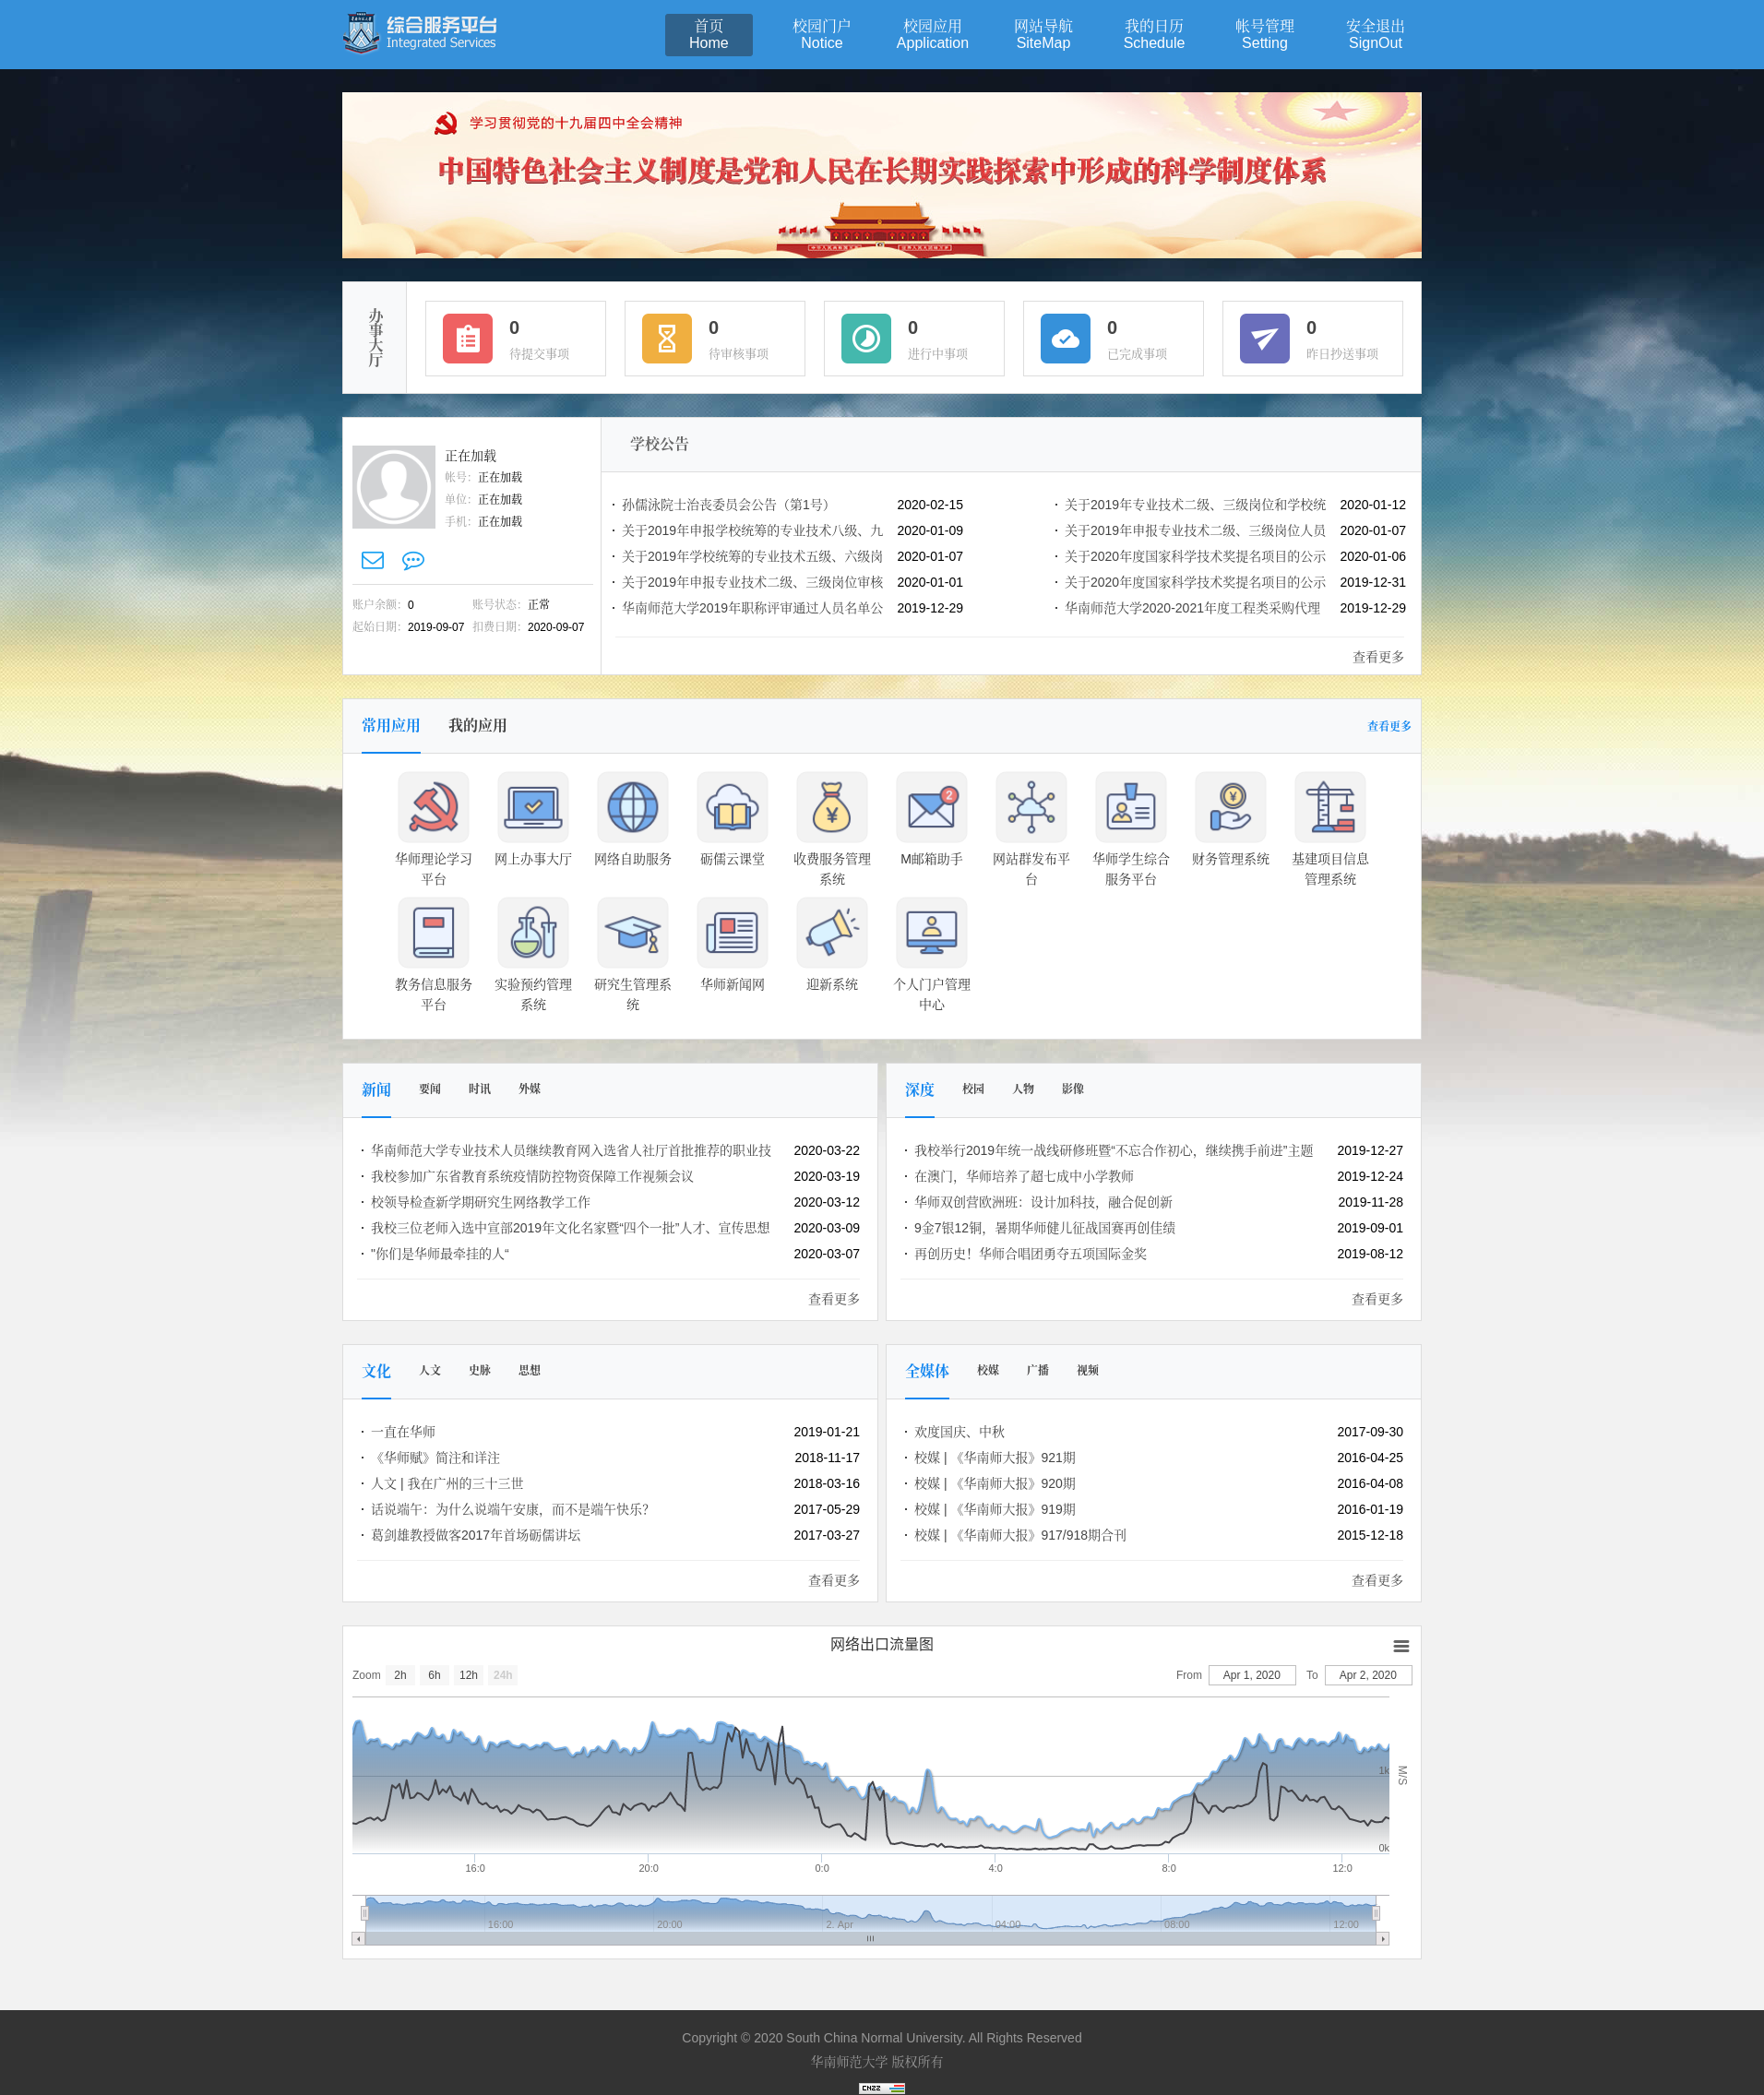 综合服务平台
Integrated Services
首页 校园门户 校园应用 网站导航 我的日历 帐号管理 安全退出
Home Notice Application SiteMap Schedule Setting SignOut
学习贯彻党的十九届四中全会精神
中国特色社会主义制度是党和人民在长期实践探索中形成的科学制度体系
办事大厅
0 0 0 0 0
待提交事项 待审核事项 进行中事项 已完成事项 昨日抄送事项
正在加载
帐号： 正在加载
单位： 正在加载
手机： 正在加载
账户余额： 0 账号状态： 正常
起始日期： 2019-09-07 扣费日期： 2020-09-07
学校公告
· 孙儒泳院士治丧委员会公告（第1号） 2020-02-15
· 关于2019年申报学校统筹的专业技术八级、九 2020-01-09
· 关于2019年学校统筹的专业技术五级、六级岗 2020-01-07
· 关于2019年申报专业技术二级、三级岗位审核 2020-01-01
· 华南师范大学2019年职称评审通过人员名单公 2019-12-29
· 关于2019年专业技术二级、三级岗位和学校统 2020-01-12
· 关于2019年申报专业技术二级、三级岗位人员 2020-01-07
· 关于2020年度国家科学技术奖提名项目的公示 2020-01-06
· 关于2020年度国家科学技术奖提名项目的公示 2019-12-31
· 华南师范大学2020-2021年度工程类采购代理 2019-12-29
查看更多
常用应用 我的应用 查看更多
2
华师理论学习 网上办事大厅 网络自助服务 砺儒云课堂 收费服务管理 M邮箱助手 网站群发布平 华师学生综合 财务管理系统 基建项目信息
平台 系统 台 服务平台 管理系统
教务信息服务 实验预约管理 研究生管理系 华师新闻网 迎新系统 个人门户管理
平台 系统 统 中心
新闻 要闻 时讯 外媒
· 华南师范大学专业技术人员继续教育网入选省人社厅首批推荐的职业技 2020-03-22
· 我校参加广东省教育系统疫情防控物资保障工作视频会议 2020-03-19
· 校领导检查新学期研究生网络教学工作 2020-03-12
· 我校三位老师入选中宣部2019年文化名家暨“四个一批”人才、宣传思想 2020-03-09
· "你们是华师最牵挂的人“ 2020-03-07
查看更多
深度 校园 人物 影像
· 我校举行2019年统一战线研修班暨“不忘合作初心，继续携手前进”主题 2019-12-27
· 在澳门，华师培养了超七成中小学教师 2019-12-24
· 华师双创营欧洲班：设计加科技，融合促创新 2019-11-28
· 9金7银12铜，暑期华师健儿征战国赛再创佳绩 2019-09-01
· 再创历史！华师合唱团勇夺五项国际金奖 2019-08-12
查看更多
文化 人文 史脉 思想
· 一直在华师 2019-01-21
· 《华师赋》简注和详注 2018-11-17
· 人文 | 我在广州的三十三世 2018-03-16
· 话说端午：为什么说端午安康，而不是端午快乐？ 2017-05-29
· 葛剑雄教授做客2017年首场砺儒讲坛 2017-03-27
查看更多
全媒体 校媒 广播 视频
· 欢度国庆、中秋 2017-09-30
· 校媒 | 《华南师大报》921期 2016-04-25
· 校媒 | 《华南师大报》920期 2016-04-08
· 校媒 | 《华南师大报》919期 2016-01-19
· 校媒 | 《华南师大报》917/918期合刊 2015-12-18
查看更多
网络出口流量图
Zoom 2h 6h 12h 24h From Apr 1, 2020 To Apr 2, 2020
1k
M/S
0k
16:0 20:0 0:0 4:0 8:0 12:0
16:00 20:00 2. Apr 04:00 08:00 12:00
Copyright © 2020 South China Normal University. All Rights Reserved
华南师范大学 版权所有
CNZZ